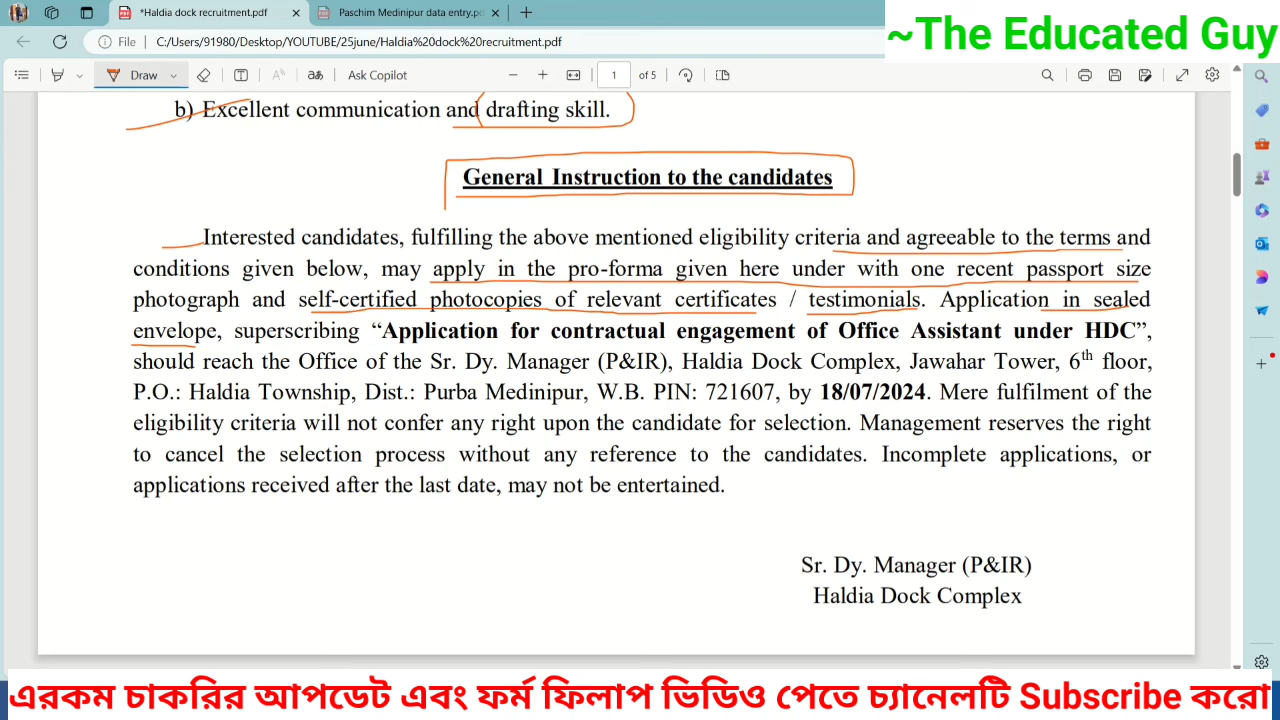 *Haldia dock recruitment.pdf
Paschim Medinipur data entry.pd
~The Educated Guy
File C:/Users/91980/Desktop/YOUTUBE/25june/Haldia%20dock%20recruitment.pdf
Draw aあ Ask Copilot 1 of 5
b) Excellent communication and drafting skill.
General Instruction to the candidates
Interested candidates, fulfilling the above mentioned eligibility criteria and agreeable to the terms and
conditions given below, may apply in the pro-forma given here under with one recent passport size
photograph and self-certified photocopies of relevant certificates / testimonials. Application in sealed
envelope, superscribing “Application for contractual engagement of Office Assistant under HDC”,
should reach the Office of the Sr. Dy. Manager (P&IR), Haldia Dock Complex, Jawahar Tower, 6th floor,
P.O.: Haldia Township, Dist.: Purba Medinipur, W.B. PIN: 721607, by 18/07/2024. Mere fulfilment of the
eligibility criteria will not confer any right upon the candidate for selection. Management reserves the right
to cancel the selection process without any reference to the candidates. Incomplete applications, or
applications received after the last date, may not be entertained.
Sr. Dy. Manager (P&IR)
Haldia Dock Complex
এরকম চাকরির আপডেট এবং ফর্ম ফিলাপ ভিডিও পেতে চ্যানেলটি Subscribe করো